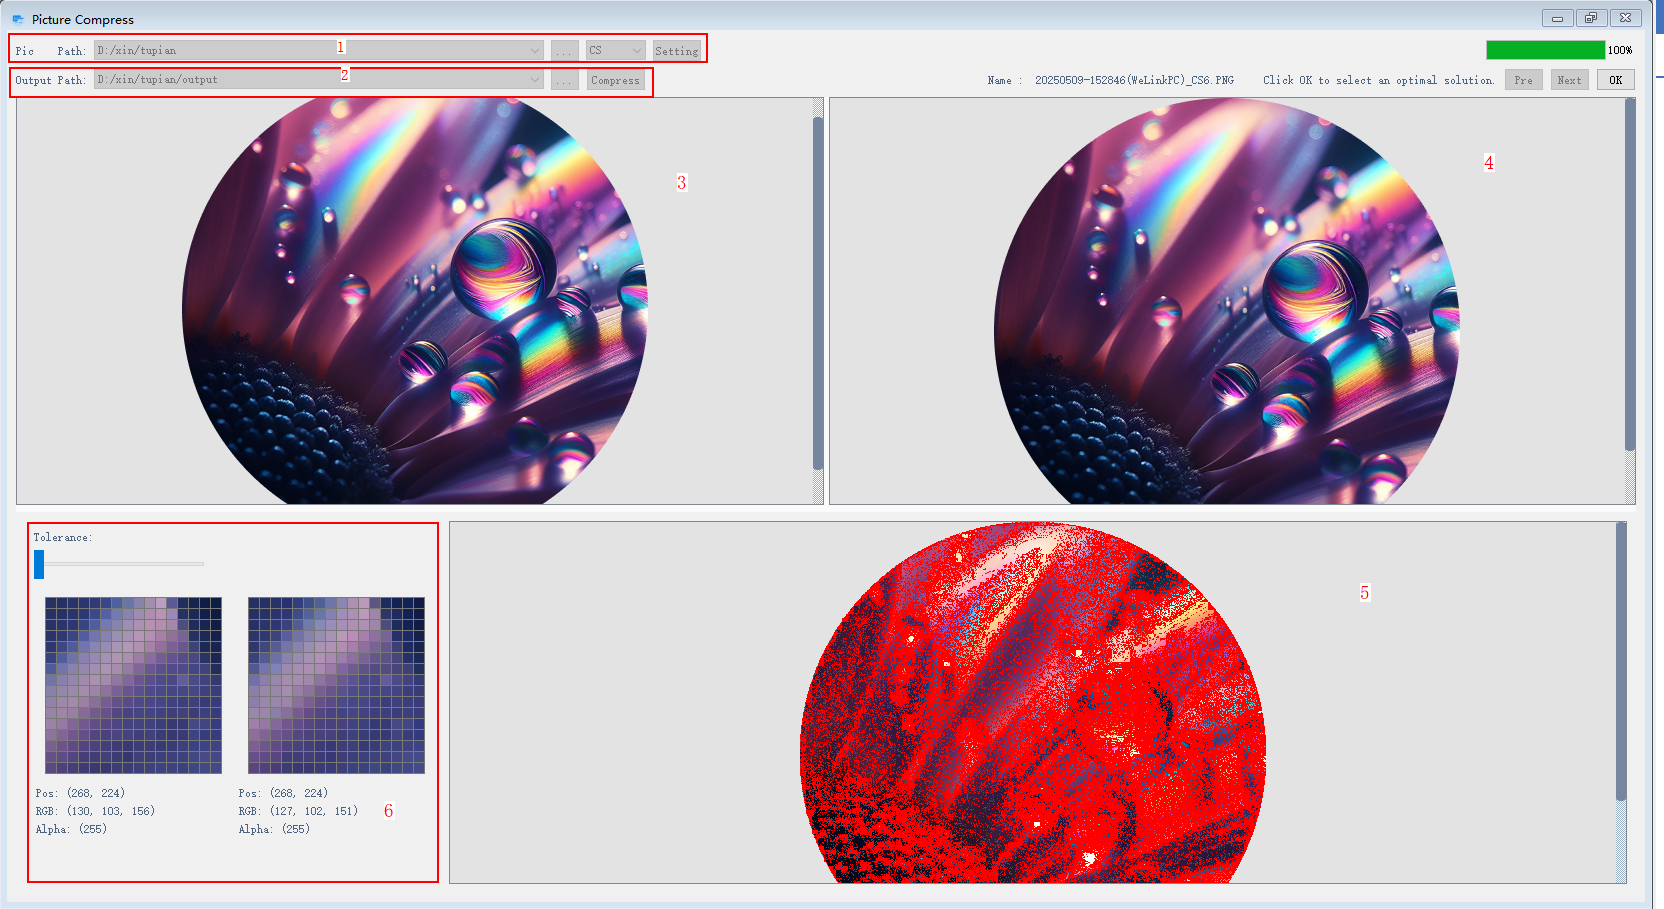 Picture Compress
Pic Path: D:/xin/tupian 1 ... CS Setting
100%
Output Path: D:/xin/tupian/output 2 ... Compress
Name : 20250509-152846(WeLinkPC)_CS6.PNG Click OK to select an optimal solution. Pre Next OK
3
4
Tolerance:
5
Pos: (268, 224)
RGB: (130, 103, 156)
Alpha: (255)
Pos: (268, 224)
RGB: (127, 102, 151)
Alpha: (255)
6